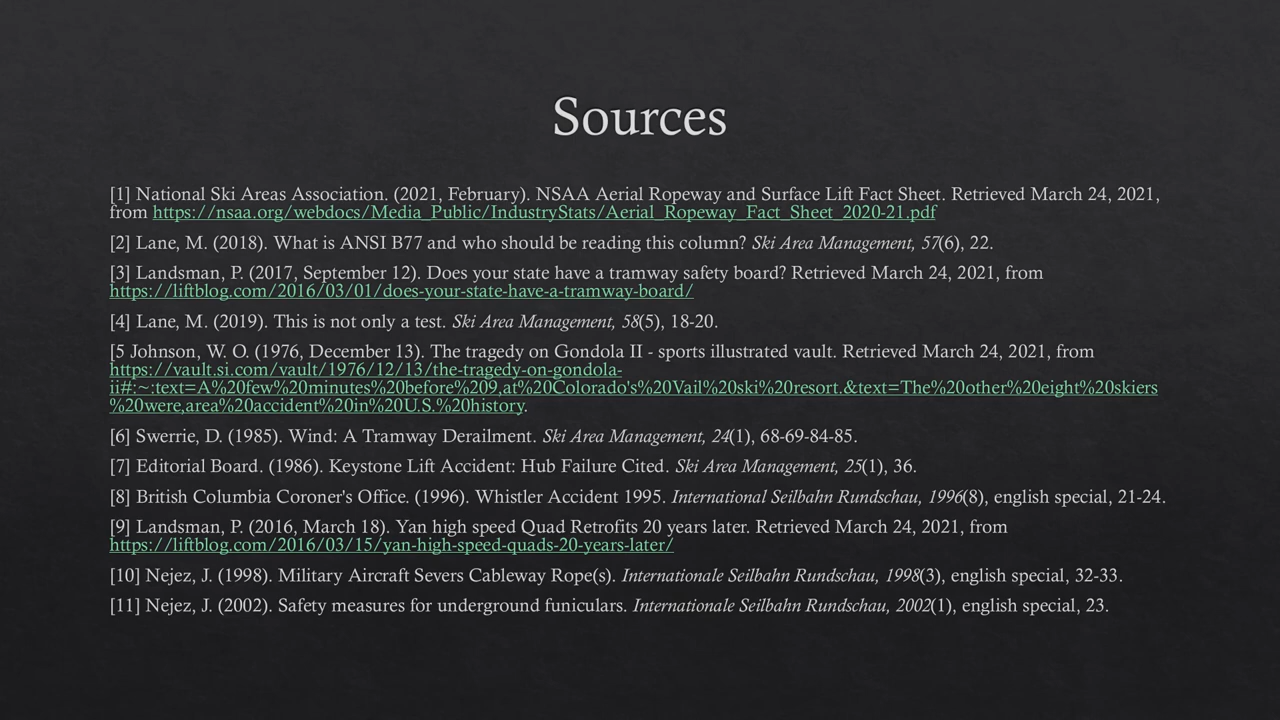 Sources
[1] National Ski Areas Association. (2021, February). NSAA Aerial Ropeway and Surface Lift Fact Sheet. Retrieved March 24, 2021,
from https://nsaa.org/webdocs/Media_Public/IndustryStats/Aerial_Ropeway_Fact_Sheet_2020-21.pdf
[2] Lane, M. (2018). What is ANSI B77 and who should be reading this column? Ski Area Management, 57(6), 22.
[3] Landsman, P. (2017, September 12). Does your state have a tramway safety board? Retrieved March 24, 2021, from
https://liftblog.com/2016/03/01/does-your-state-have-a-tramway-board/
[4] Lane, M. (2019). This is not only a test. Ski Area Management, 58(5), 18-20.
[5 Johnson, W. O. (1976, December 13). The tragedy on Gondola II - sports illustrated vault. Retrieved March 24, 2021, from
https://vault.si.com/vault/1976/12/13/the-tragedy-on-gondola-
ii#:~:text=A%20few%20minutes%20before%209,at%20Colorado's%20Vail%20ski%20resort.&text=The%20other%20eight%20skiers
%20were,area%20accident%20in%20U.S.%20history.
[6] Swerrie, D. (1985). Wind: A Tramway Derailment. Ski Area Management, 24(1), 68-69-84-85.
[7] Editorial Board. (1986). Keystone Lift Accident: Hub Failure Cited. Ski Area Management, 25(1), 36.
[8] British Columbia Coroner's Office. (1996). Whistler Accident 1995. International Seilbahn Rundschau, 1996(8), english special, 21-24.
[9] Landsman, P. (2016, March 18). Yan high speed Quad Retrofits 20 years later. Retrieved March 24, 2021, from
https://liftblog.com/2016/03/15/yan-high-speed-quads-20-years-later/
[10] Nejez, J. (1998). Military Aircraft Severs Cableway Rope(s). Internationale Seilbahn Rundschau, 1998(3), english special, 32-33.
[11] Nejez, J. (2002). Safety measures for underground funiculars. Internationale Seilbahn Rundschau, 2002(1), english special, 23.